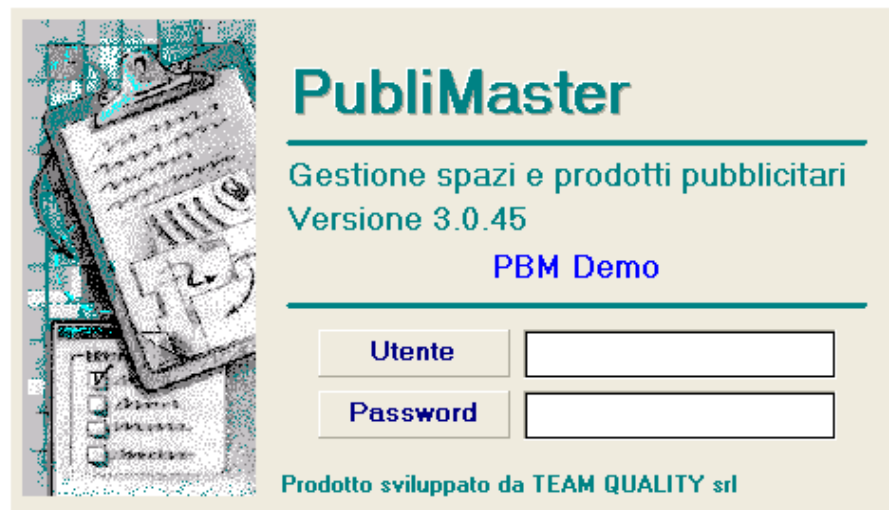 PubliMaster
Gestione spazi e prodotti pubblicitari
Versione 3.0.45
PBM Demo
Utente
Password
Prodotto sviluppato da TEAM QUALITY srl